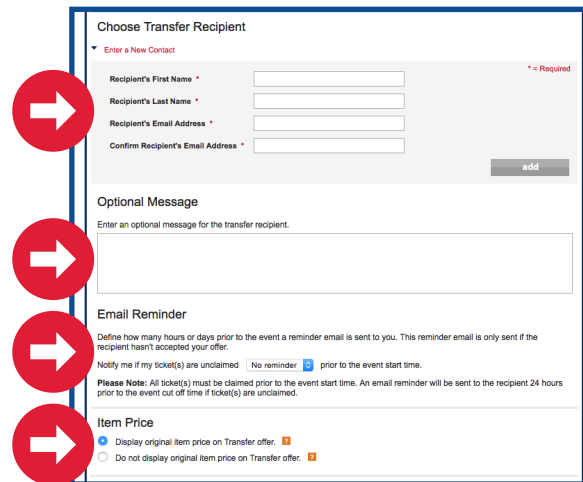 Choose Transfer Recipient
Enter a New Contact
* = Required
Recipient's First Name *
Recipient's Last Name *
Recipient's Email Address *
Confirm Recipient's Email Address *
add
Optional Message
Enter an optional message for the transfer recipient.
Email Reminder
Define how many hours or days prior to the event a reminder email is sent to you. This reminder email is only sent if the
recipient hasn't accepted your offer.
Notify me if my ticket(s) are unclaimed No reminder prior to the event start time.
Please Note: All ticket(s) must be claimed prior to the event start time. An email reminder will be sent to the recipient 24 hours
prior to the event cut off time if ticket(s) are unclaimed.
Item Price
Display original item price on Transfer offer. ?
Do not display original item price on Transfer offer. ?